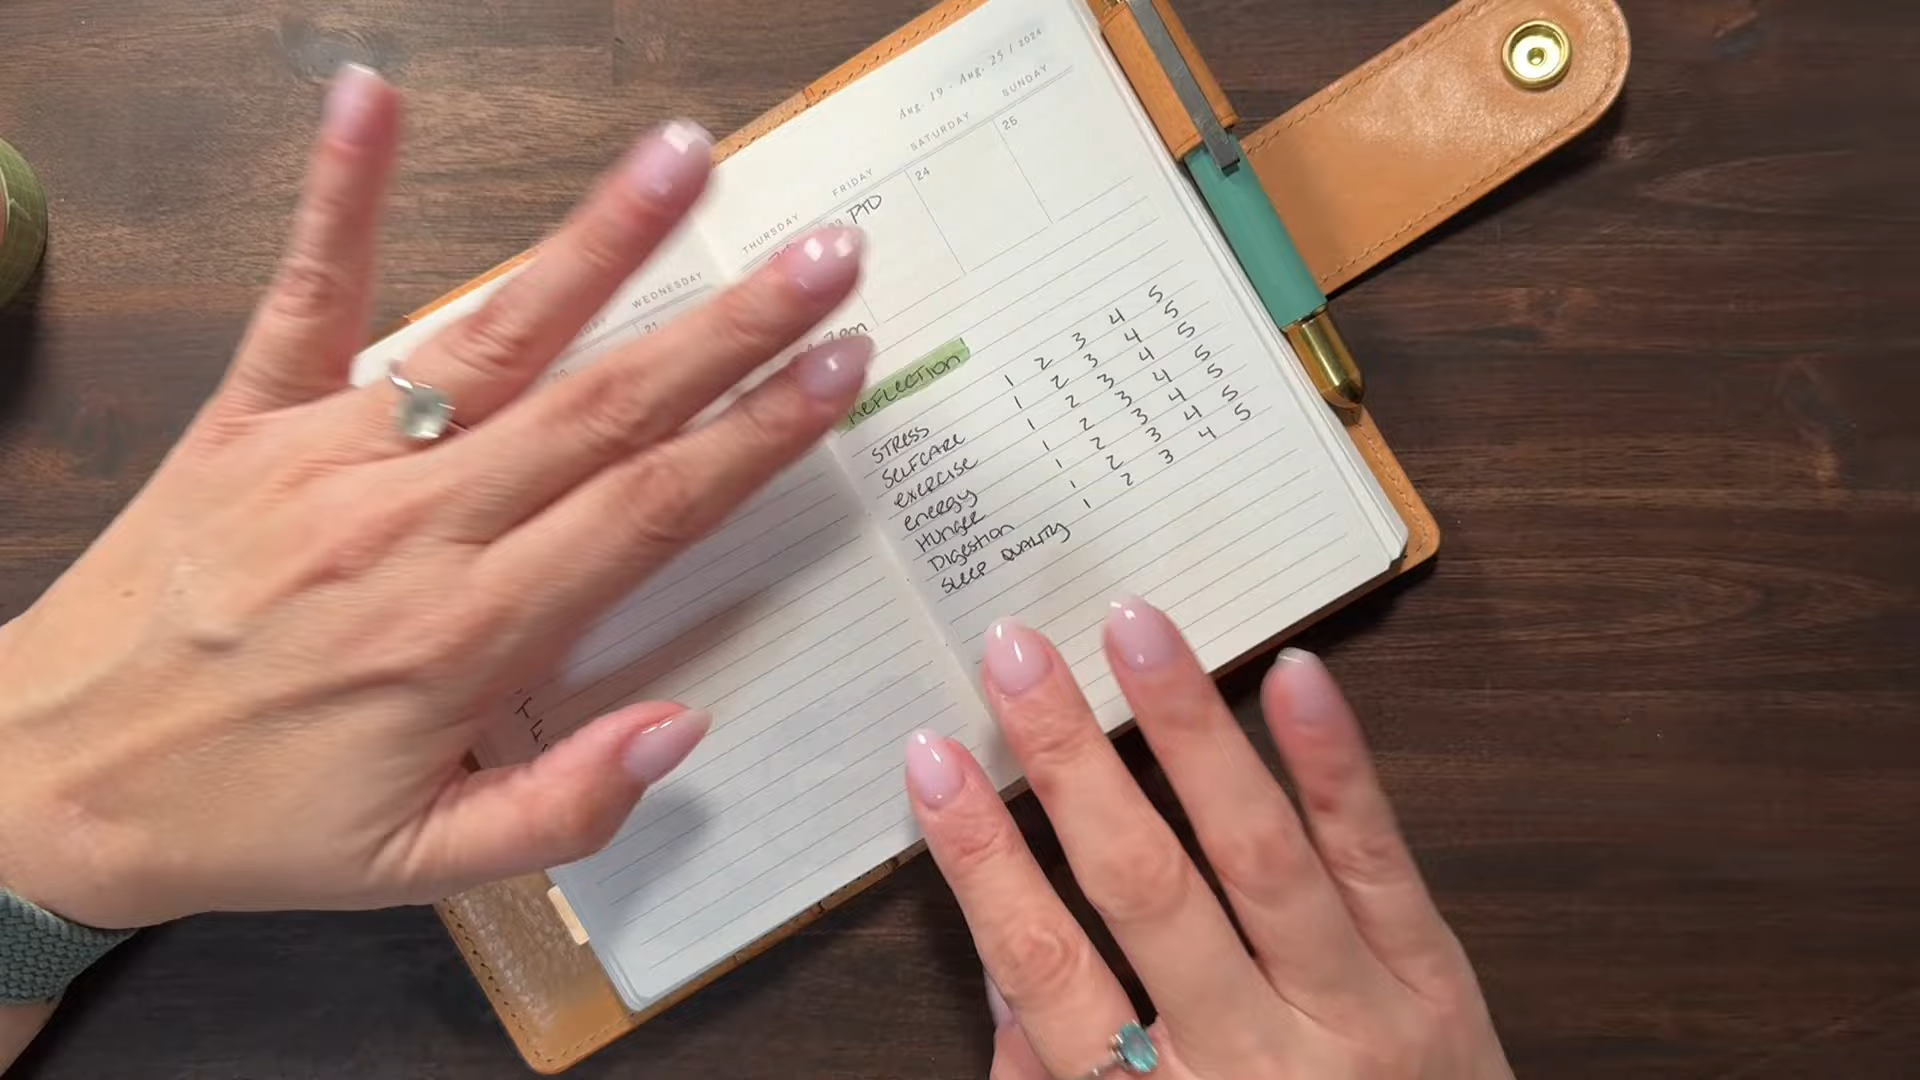 Aug. 19 - Aug. 25 / 2024
WEDNESDAY THURSDAY FRIDAY SATURDAY SUNDAY
21 24 25
PTO
7pm
REFLECTION
STRESS 1 2 3 4 5
SELFCARE 1 2 3 4 5
exercise 1 2 3 4 5
energy 1 2 3 4 5
HUNGER 1 2 3 4 5
DIgestion 1 2 3 4 5
Sleep QUALITY 1 2 3 4 5